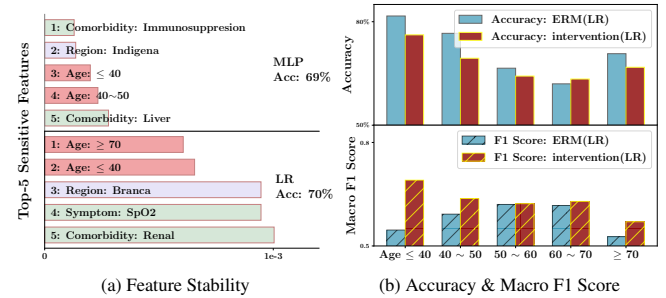 Top-5 Sensitive Features
1: Comorbidity: Immunosuppresion
2: Region: Indigena
3: Age: ≤ 40
4: Age: 40~50
5: Comorbidity: Liver
MLP
Acc: 69%
1: Age: ≥ 70
2: Age: ≤ 40
3: Region: Branca
4: Symptom: SpO2
5: Comorbidity: Renal
LR
Acc: 70%
0
1e-3
(a) Feature Stability
Accuracy
80%
50%
Accuracy: ERM(LR)
Accuracy: intervention(LR)
Macro F1 Score
0.8
0.5
F1 Score: ERM(LR)
F1 Score: intervention(LR)
Age ≤ 40 40 ~ 50 50 ~ 60 60 ~ 70 ≥ 70
(b) Accuracy & Macro F1 Score